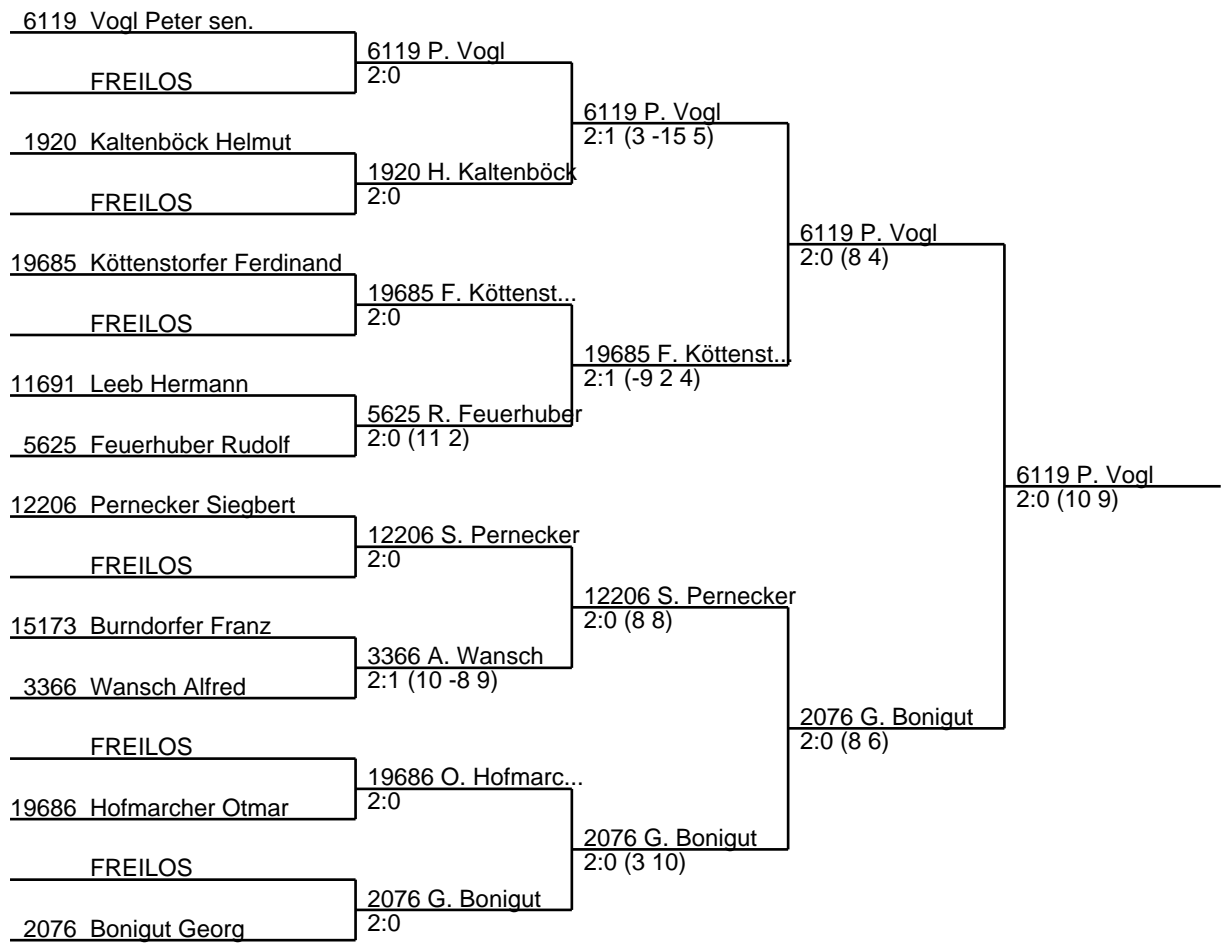 6119 Vogl Peter sen.
FREILOS
1920 Kaltenböck Helmut
FREILOS
19685 Köttenstorfer Ferdinand
FREILOS
11691 Leeb Hermann
5625 Feuerhuber Rudolf
12206 Pernecker Siegbert
FREILOS
15173 Burndorfer Franz
3366 Wansch Alfred
FREILOS
19686 Hofmarcher Otmar
FREILOS
2076 Bonigut Georg
6119 P. Vogl
2:0
1920 H. Kaltenböck
2:0
19685 F. Köttenst...
2:0
5625 R. Feuerhuber
2:0 (11 2)
12206 S. Pernecker
2:0
3366 A. Wansch
2:1 (10 -8 9)
19686 O. Hofmarc...
2:0
2076 G. Bonigut
2:0
6119 P. Vogl
2:1 (3 -15 5)
19685 F. Köttenst...
2:1 (-9 2 4)
12206 S. Pernecker
2:0 (8 8)
2076 G. Bonigut
2:0 (3 10)
6119 P. Vogl
2:0 (8 4)
2076 G. Bonigut
2:0 (8 6)
6119 P. Vogl
2:0 (10 9)